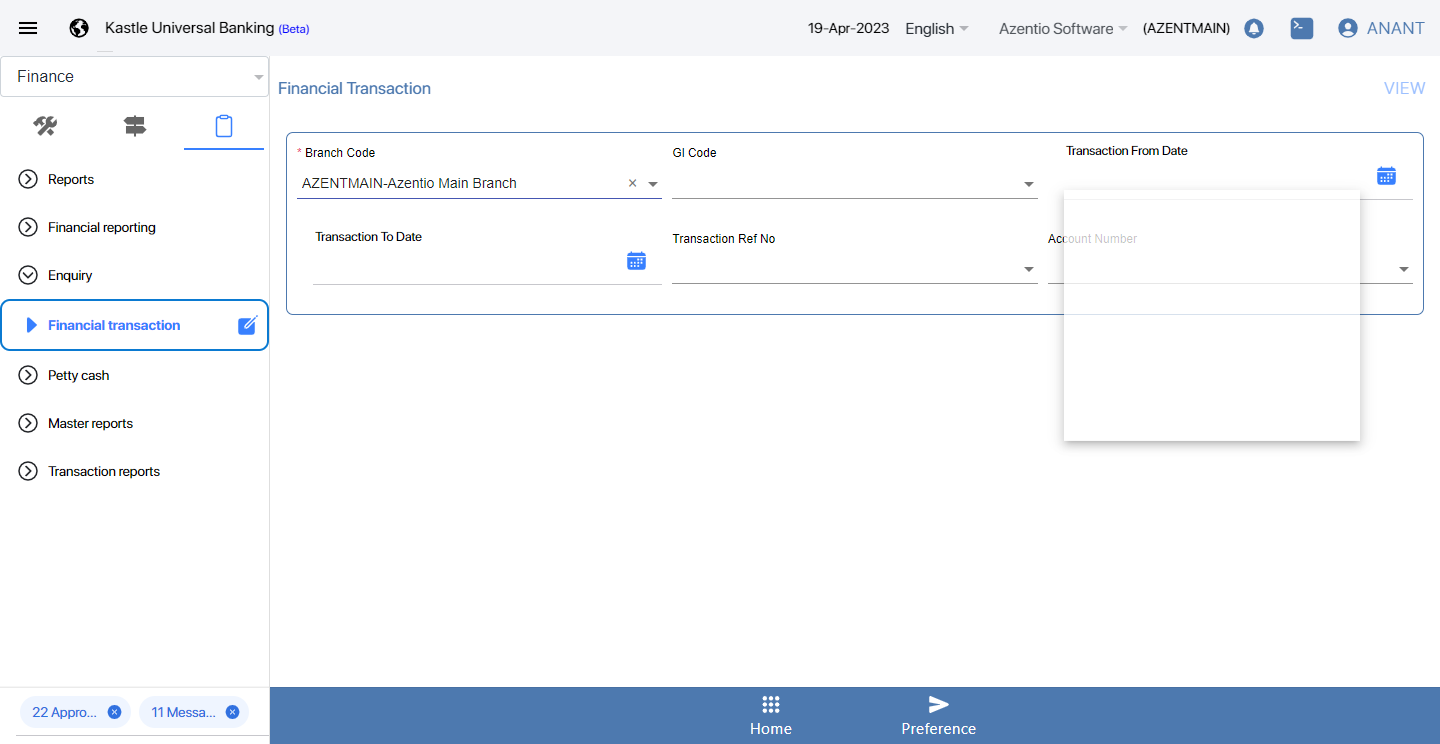 Kastle Universal Banking (Beta)
19-Apr-2023 English Azentio Software (AZENTMAIN) ANANT
Finance
Reports
Financial reporting
Enquiry
Financial transaction
Petty cash
Master reports
Transaction reports
22 Appro... 11 Messa...
Financial Transaction VIEW
* Branch Code GI Code Transaction From Date
AZENTMAIN-Azentio Main Branch ×
Transaction To Date Transaction Ref No Account Number
Home Preference